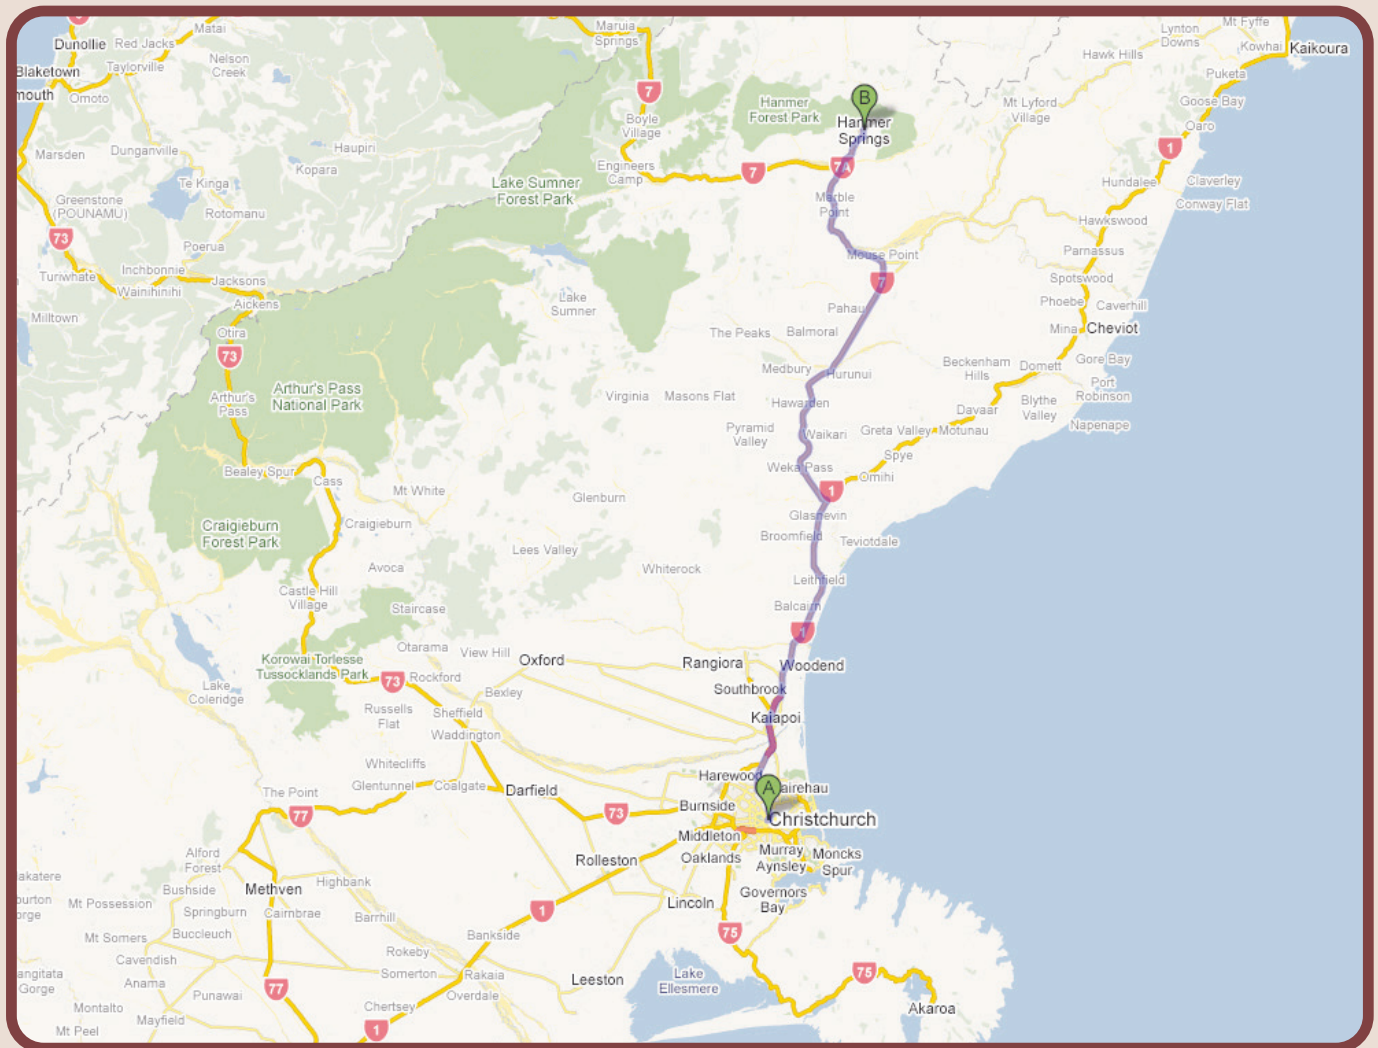 Matai
Dunollie
Red Jacks
Blaketown
Taylorville
Nelson
Creek
mouth
Omoto
Maruia
Springs
7
Boyle
Village
Engineers
Camp
Hanmer
Forest Park
B
Hanmer
Springs
7
7A
Lynton
Downs
Mt Fyffe
Hawk Hills
Kowhai
Kaikoura
Puketa
Goose Bay
Mt Lyford
Village
Oaro
1
Marsden
Dunganville
Haupiri
Kopara
Te Kinga
Greenstone
(POUNAMU)
Rotomanu
73
Poerua
Lake Sumner
Forest Park
Marble
Point
Hundalee
Claverley
Conway Flat
Hawkswood
Inchbonnie
Turiwhate
Wainihinihi
Jacksons
Aickens
Mouse Point
7
Parnassus
Spotswood
Phoebe
Caverhill
Lake
Sumner
Pahau
Milltown
Otira
73
The Peaks
Balmoral
Mina
Cheviot
Arthur's
Pass
Arthur's Pass
National Park
Medbury
Hurunui
Beckenham
Hills
Domett
Gore Bay
Port
Robinson
Virginia
Masons Flat
Hawarden
Davaar
Blythe
Valley
Napenape
Pyramid
Valley
Waikari
Greta Valley
Motunau
Spye
Bealey Spur
Cass
Weka Pass
Omihi
Mt White
Glenburn
1
Craigieburn
Forest Park
Craigieburn
Glasnevin
Broomfield
Teviotdale
Lees Valley
Avoca
Whiterock
Leithfield
Castle Hill
Village
Staircase
Balcairn
1
Otarama
View Hill
Oxford
Rangiora
Woodend
Korowai Torlesse
Tussocklands Park
73
Rockford
Lake
Coleridge
Bexley
Southbrook
Russells
Flat
Sheffield
Kaiapoi
Waddington
Whitecliffs
Harewood
A
airehau
The Point
Glentunnel
Coalgate
Darfield
Burnside
77
73
Christchurch
Middleton
Oaklands
Murray
Aynsley
Moncks
Spur
Rolleston
Alford
Forest
akatere
Bushside
Methven
Highbank
Governors
Bay
Lincoln
burton
orge
Mt Possession
Springburn
Cairnbrae
Barrhill
1
75
Mt Somers
Buccleuch
Bankside
Cavendish
Rokeby
Somerton
Rakaia
Leeston
Lake
Ellesmere
75
angitata
Gorge
Anama
77
Punawai
Overdale
Akaroa
Montalto
Chertsey
Mayfield
Mt Peel
1